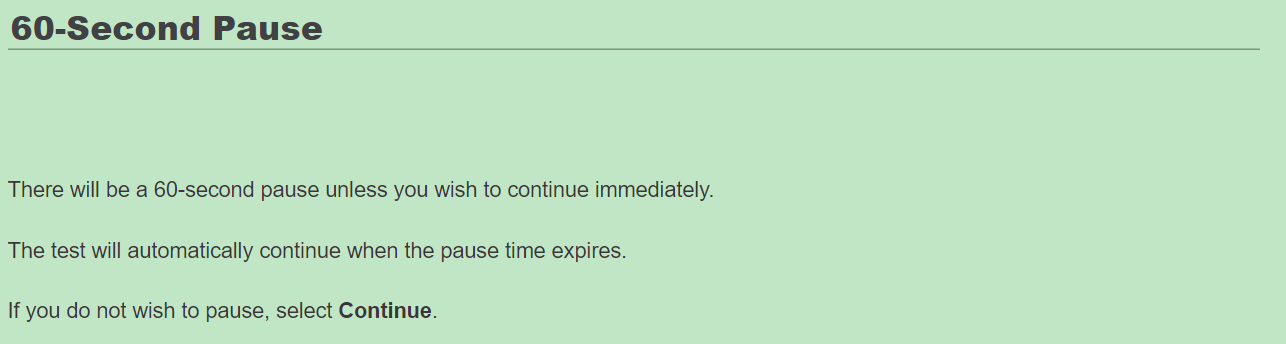 60-Second Pause
There will be a 60-second pause unless you wish to continue immediately.
The test will automatically continue when the pause time expires.
If you do not wish to pause, select Continue.